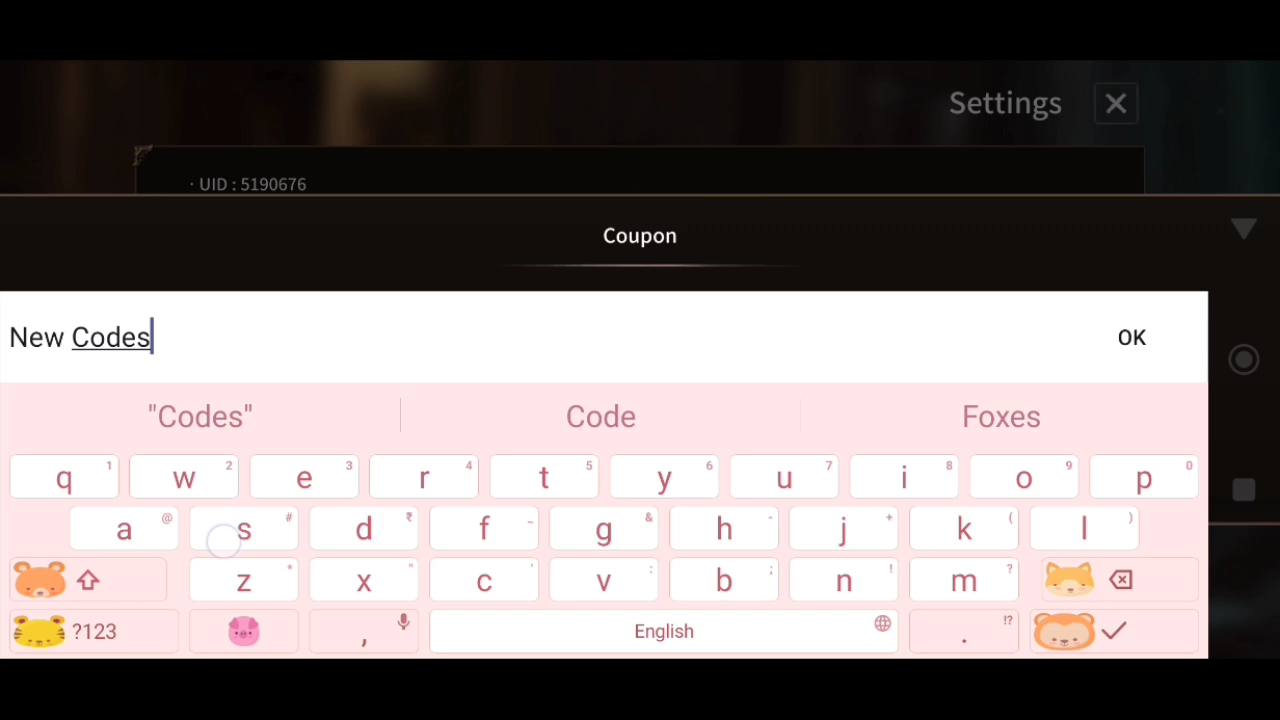 Settings
· UID : 5190676
Coupon
New Codes
OK
"Codes" Code Foxes
q 1 w 2 e 3 r 4 t 5 y 6 u 7 i 8 o 9 p 0
a @ s # d ₹ f _ g & h - j + k ( l )
z * x " c ' v : b ; n ! m ?
?123 , English . !?